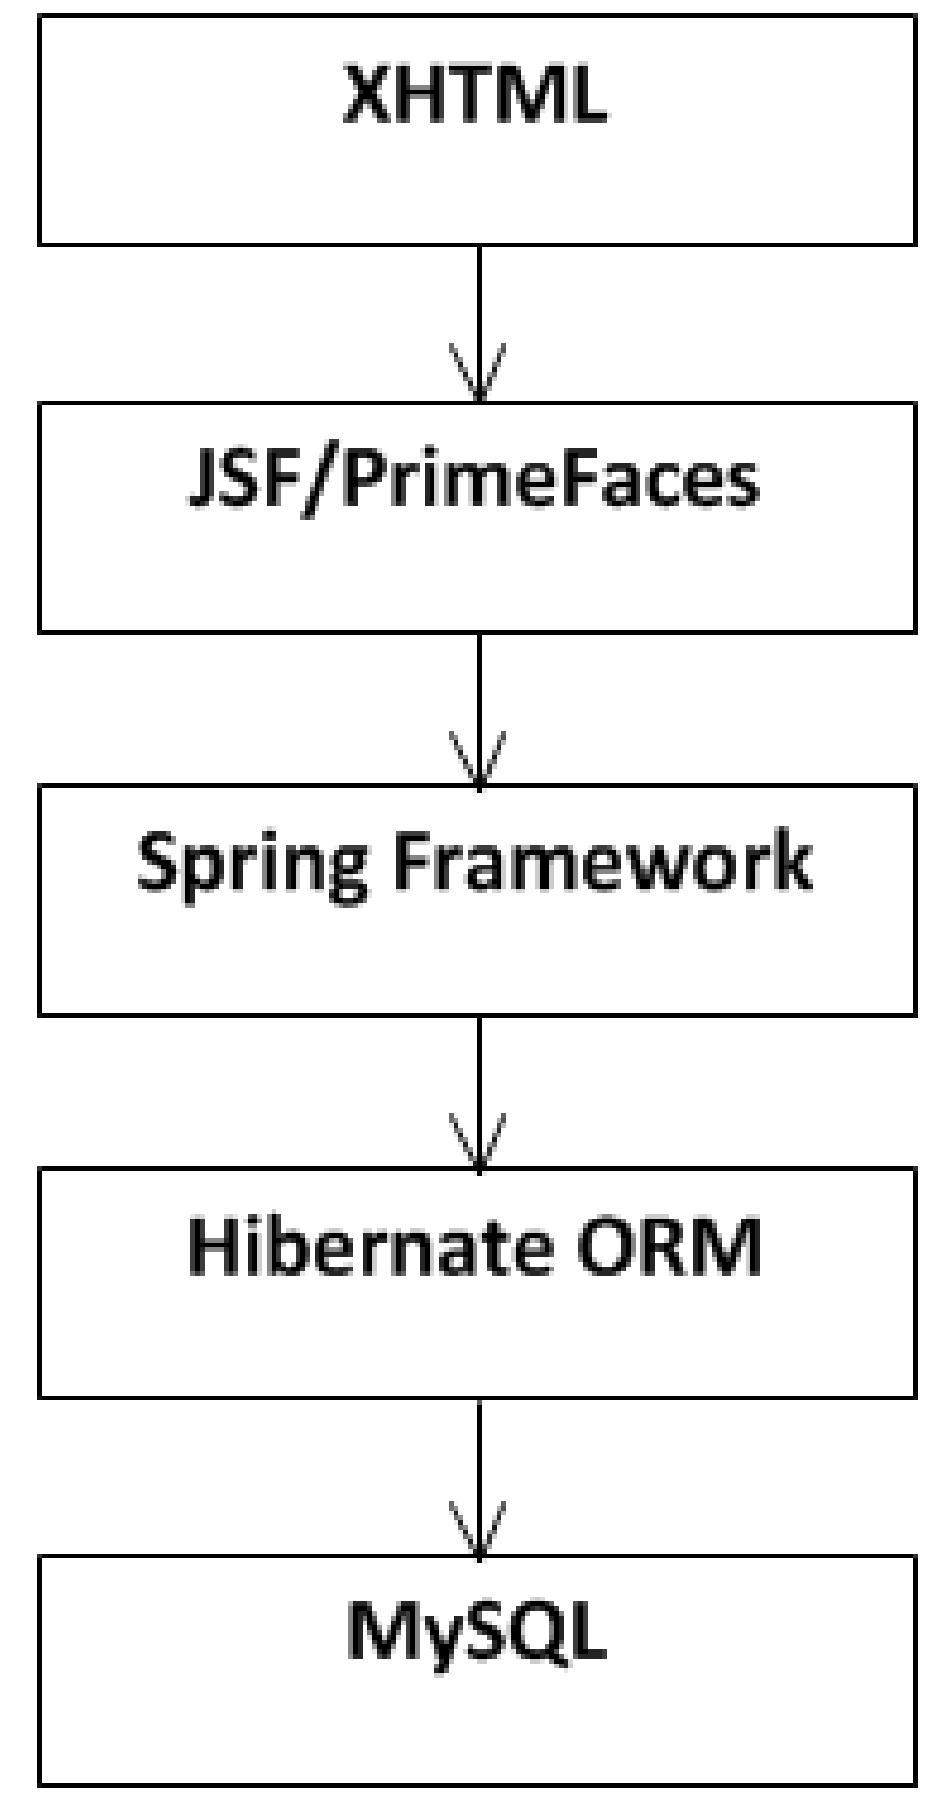 XHTML
JSF/PrimeFaces
Spring Framework
Hibernate ORM
MySQL